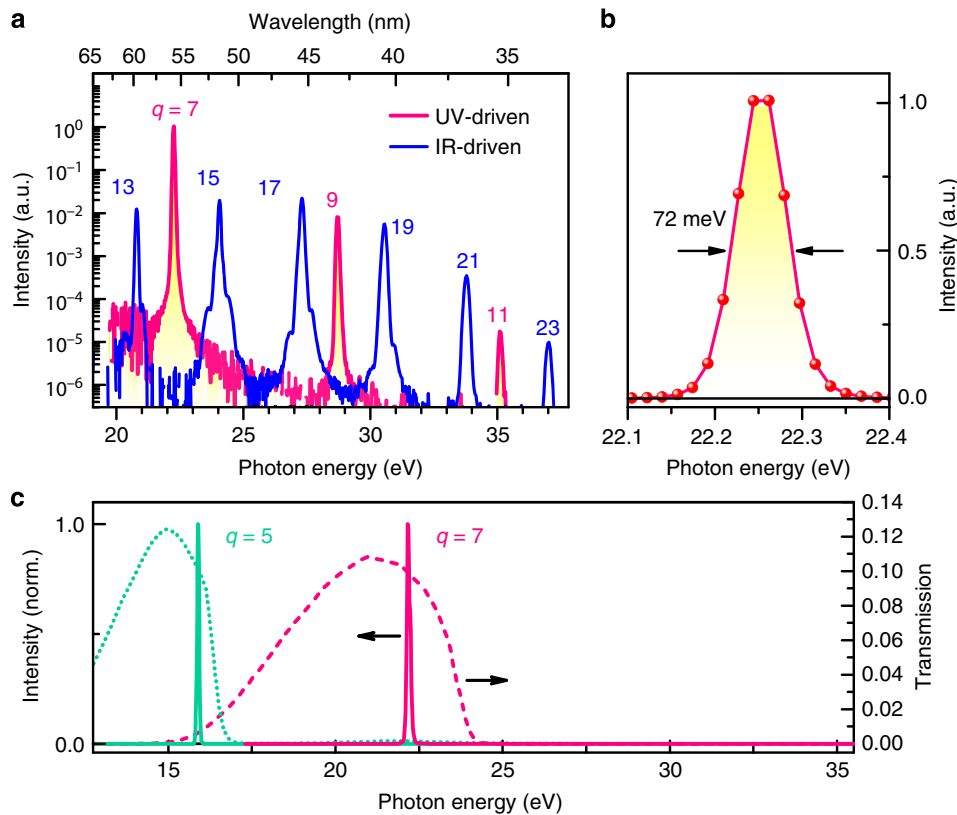 a
Wavelength (nm)
65 60 55 50 45 40 35
q = 7
UV-driven
IR-driven
13 15 17 9 19 21 11 23
10⁰
10⁻¹
10⁻²
10⁻³
10⁻⁴
10⁻⁵
10⁻⁶
Intensity (a.u.)
20 25 30 35
Photon energy (eV)
b
72 meV
1.0
0.5
0.0
Intensity (a.u.)
22.1 22.2 22.3 22.4
Photon energy (eV)
c
q = 5
q = 7
1.0
0.0
Intensity (norm.)
0.14
0.12
0.10
0.08
0.06
0.04
0.02
0.00
Transmission
15 20 25 30 35
Photon energy (eV)